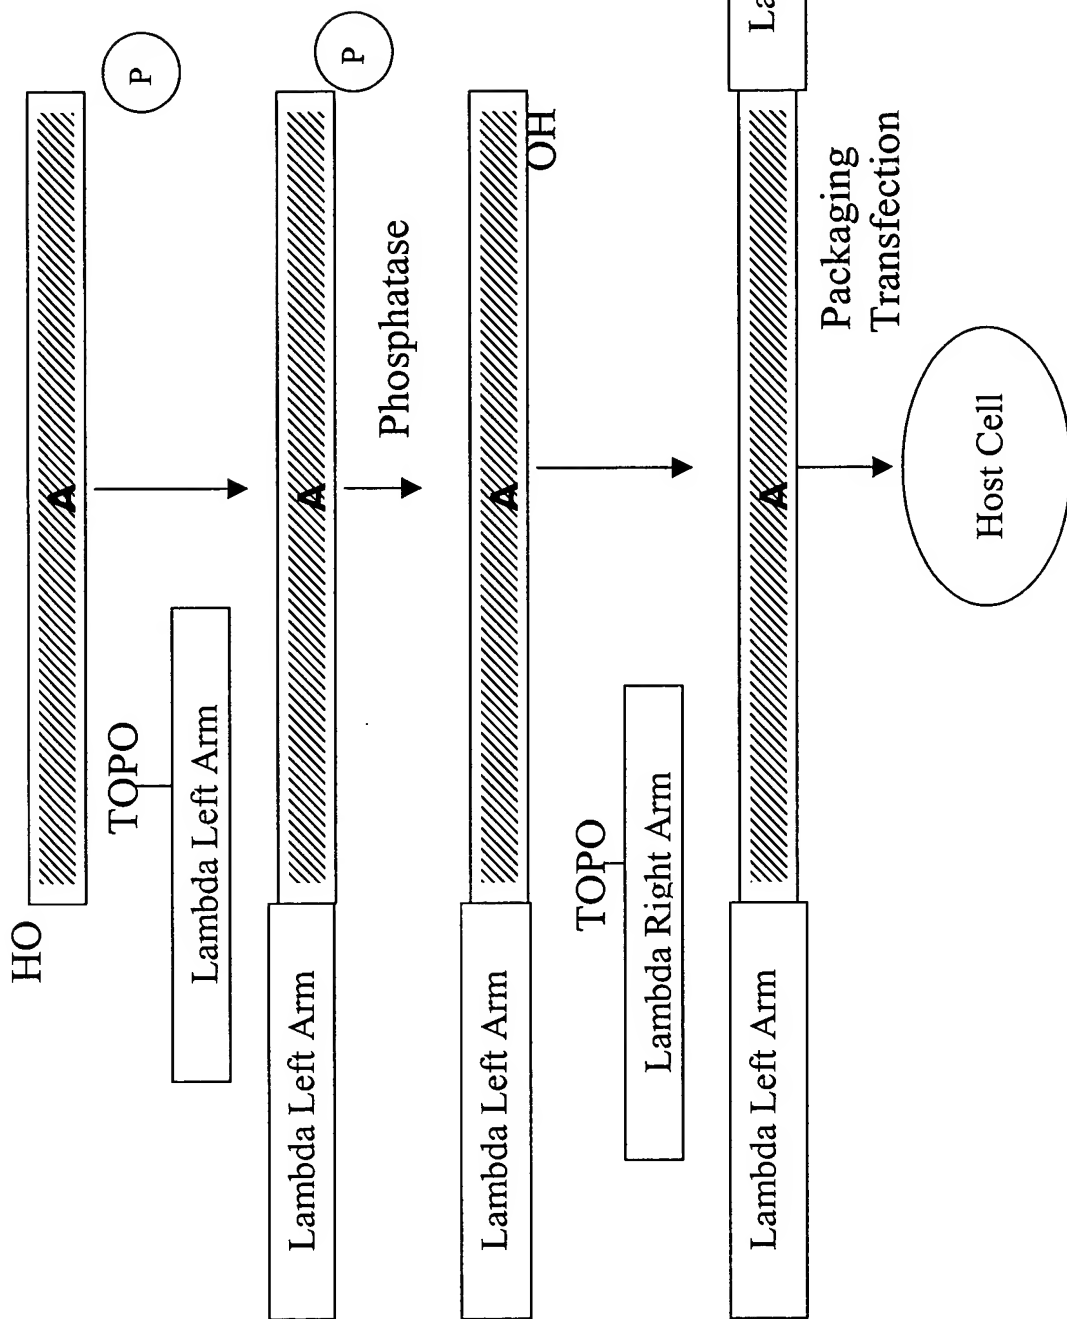 HO
A
P
TOPO
Lambda Left Arm
Lambda Left Arm A
P
Phosphatase
Lambda Left Arm A
OH
TOPO
Lambda Right Arm
Lambda Left Arm A
Packaging
Transfection
Host Cell